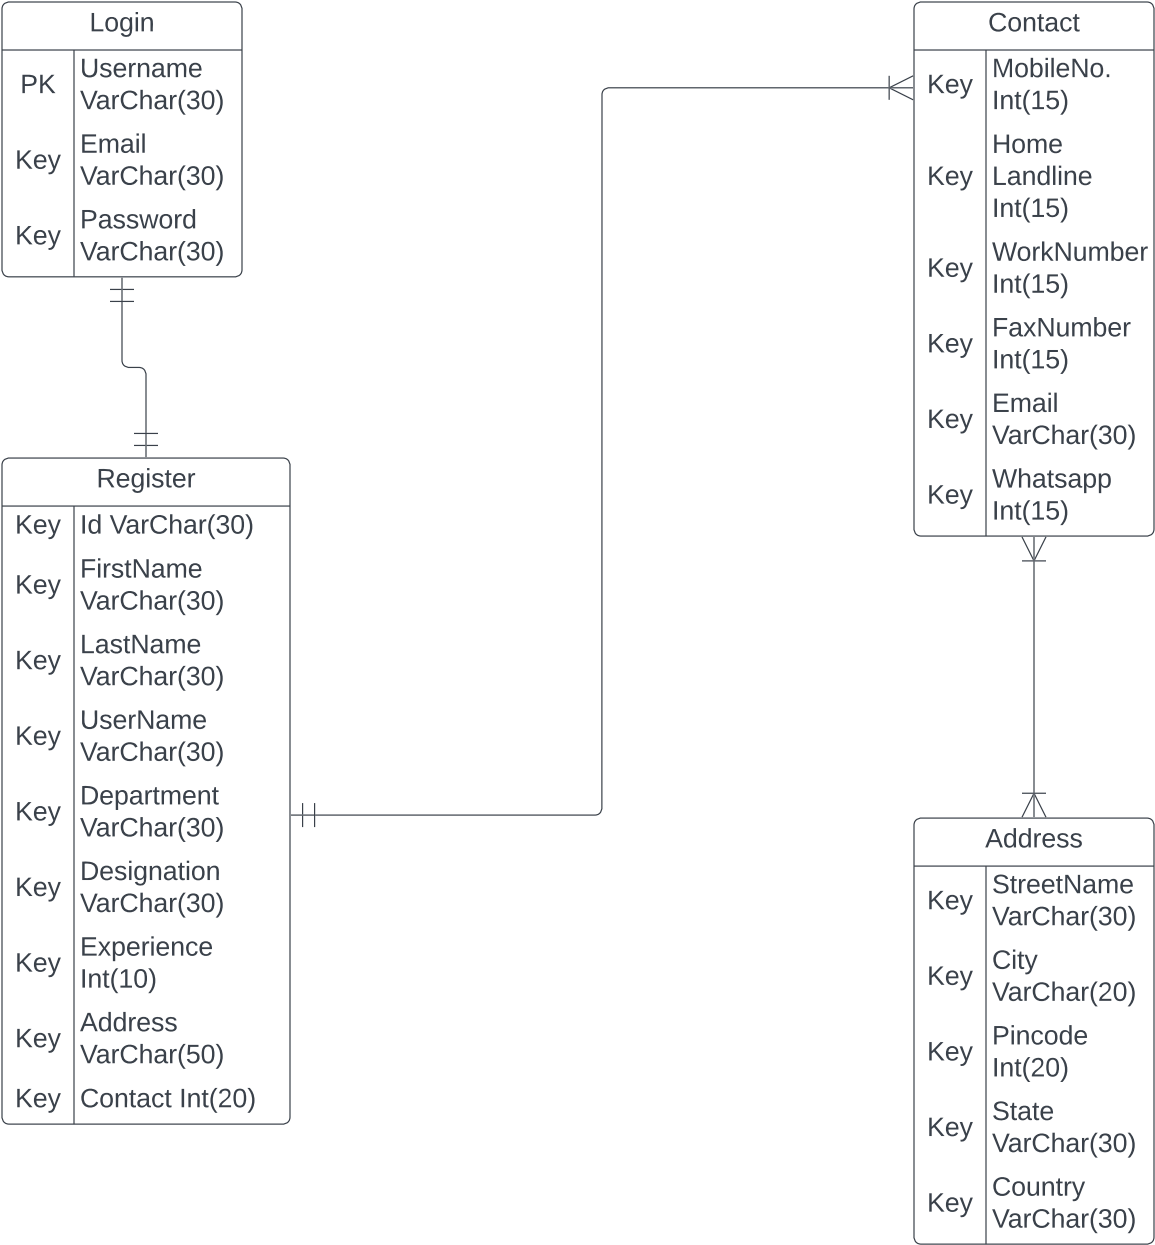 Login
PK
Username
VarChar(30)
Key
Email
VarChar(30)
Key
Password
VarChar(30)
Register
Key
Id VarChar(30)
Key
FirstName
VarChar(30)
Key
LastName
VarChar(30)
Key
UserName
VarChar(30)
Key
Department
VarChar(30)
Key
Designation
VarChar(30)
Key
Experience
Int(10)
Key
Address
VarChar(50)
Key
Contact Int(20)
Contact
Key
MobileNo.
Int(15)
Key
Home
Landline
Int(15)
Key
WorkNumber
Int(15)
Key
FaxNumber
Int(15)
Key
Email
VarChar(30)
Key
Whatsapp
Int(15)
Address
Key
StreetName
VarChar(30)
Key
City
VarChar(20)
Key
Pincode
Int(20)
Key
State
VarChar(30)
Key
Country
VarChar(30)